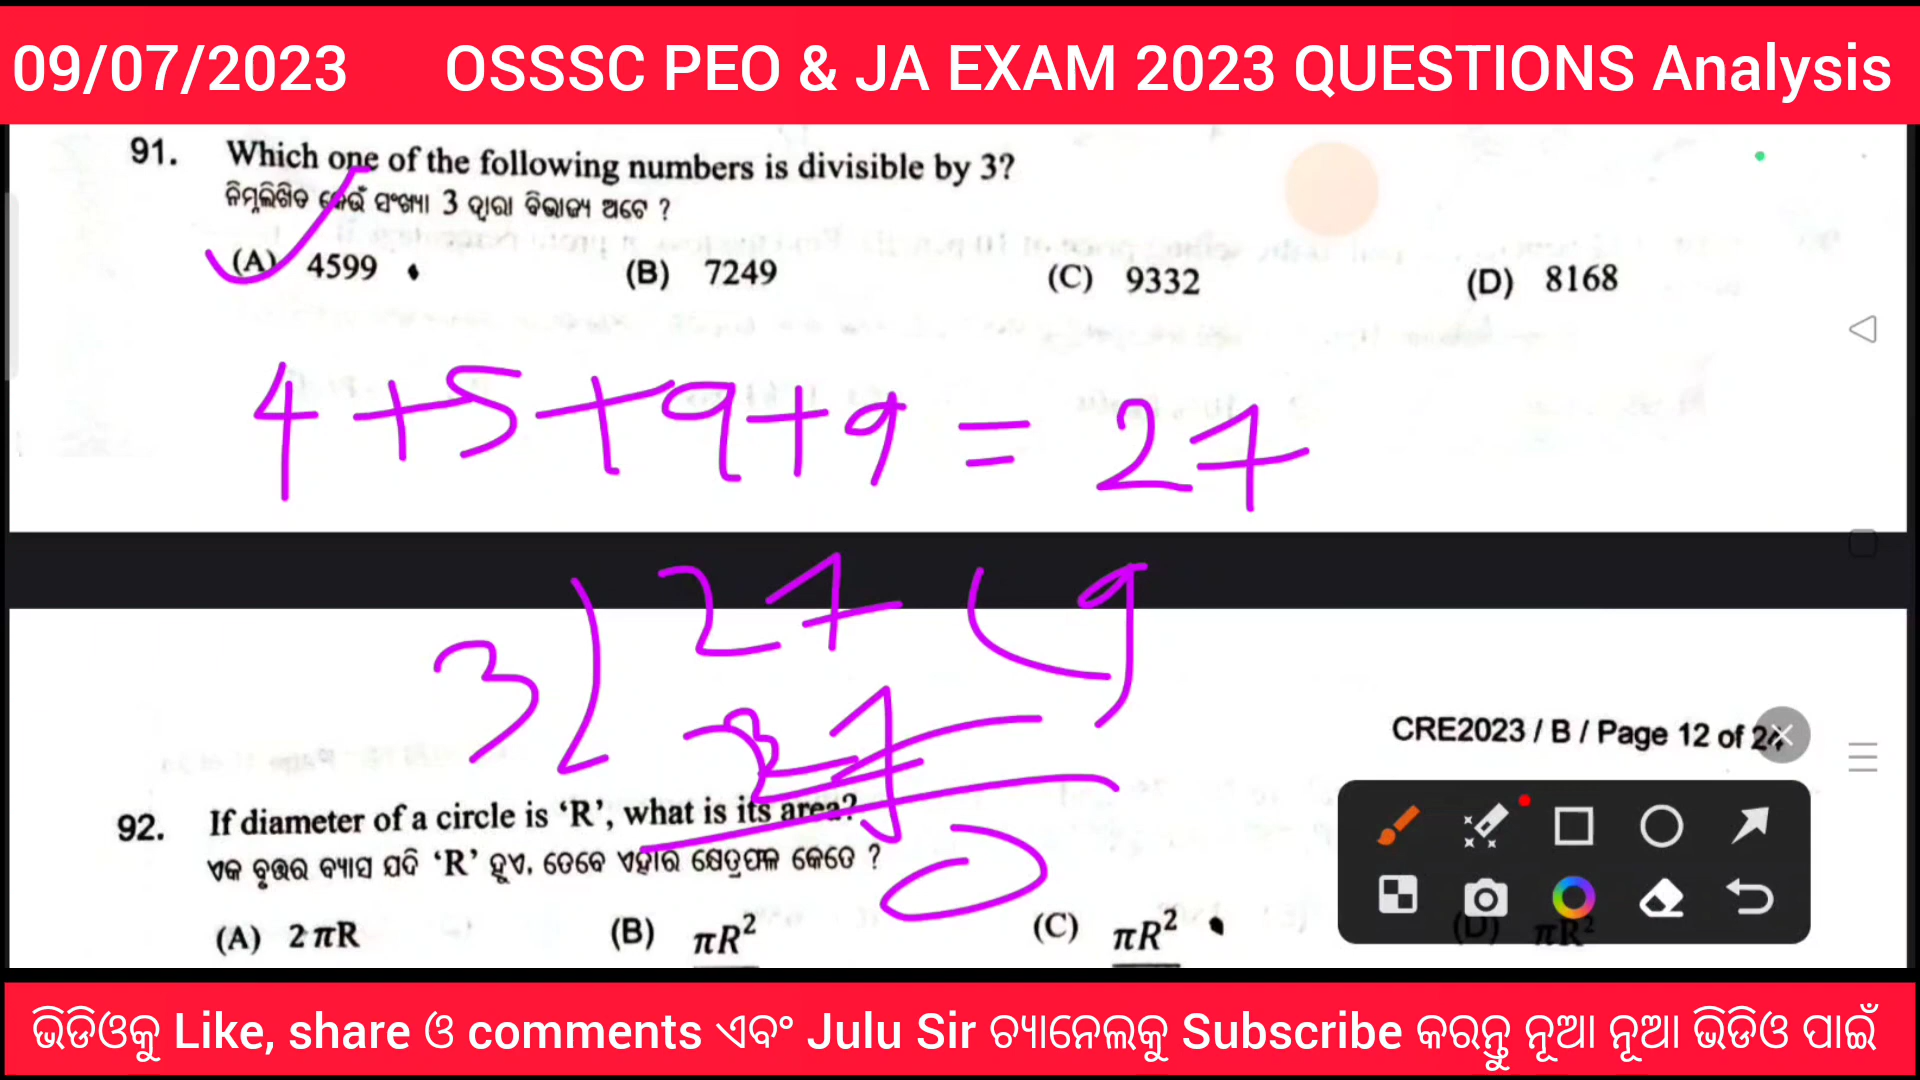 09/07/2023 OSSSC PEO & JA EXAM 2023 QUESTIONS Analysis
91. Which one of the following numbers is divisible by 3?
ନିମ୍ନଲିଖିତ କେଉଁ ସଂଖ୍ୟା 3 ଦ୍ୱାରା ବିଭାଜ୍ୟ ଅଟେ ?
(A) 4599 (B) 7249 (C) 9332 (D) 8168
4+5+9+9 = 27
3) 27 (9
27
0
CRE2023 / B / Page 12 of 24
92. If diameter of a circle is ‘R’, what is its area?
ଏକ ବୃତ୍ତର ବ୍ୟାସ ଯଦି ‘R’ ହୁଏ, ତେବେ ଏହାର କ୍ଷେତ୍ରଫଳ କେତେ ?
(A) 2πR (B) πR² (C) πR² (D) πR²
ଭିଡିଓକୁ Like, share ଓ comments ଏବଂ Julu Sir ଚ୍ୟାନେଲକୁ Subscribe କରନ୍ତୁ ନୂଆ ନୂଆ ଭିଡିଓ ପାଇଁ